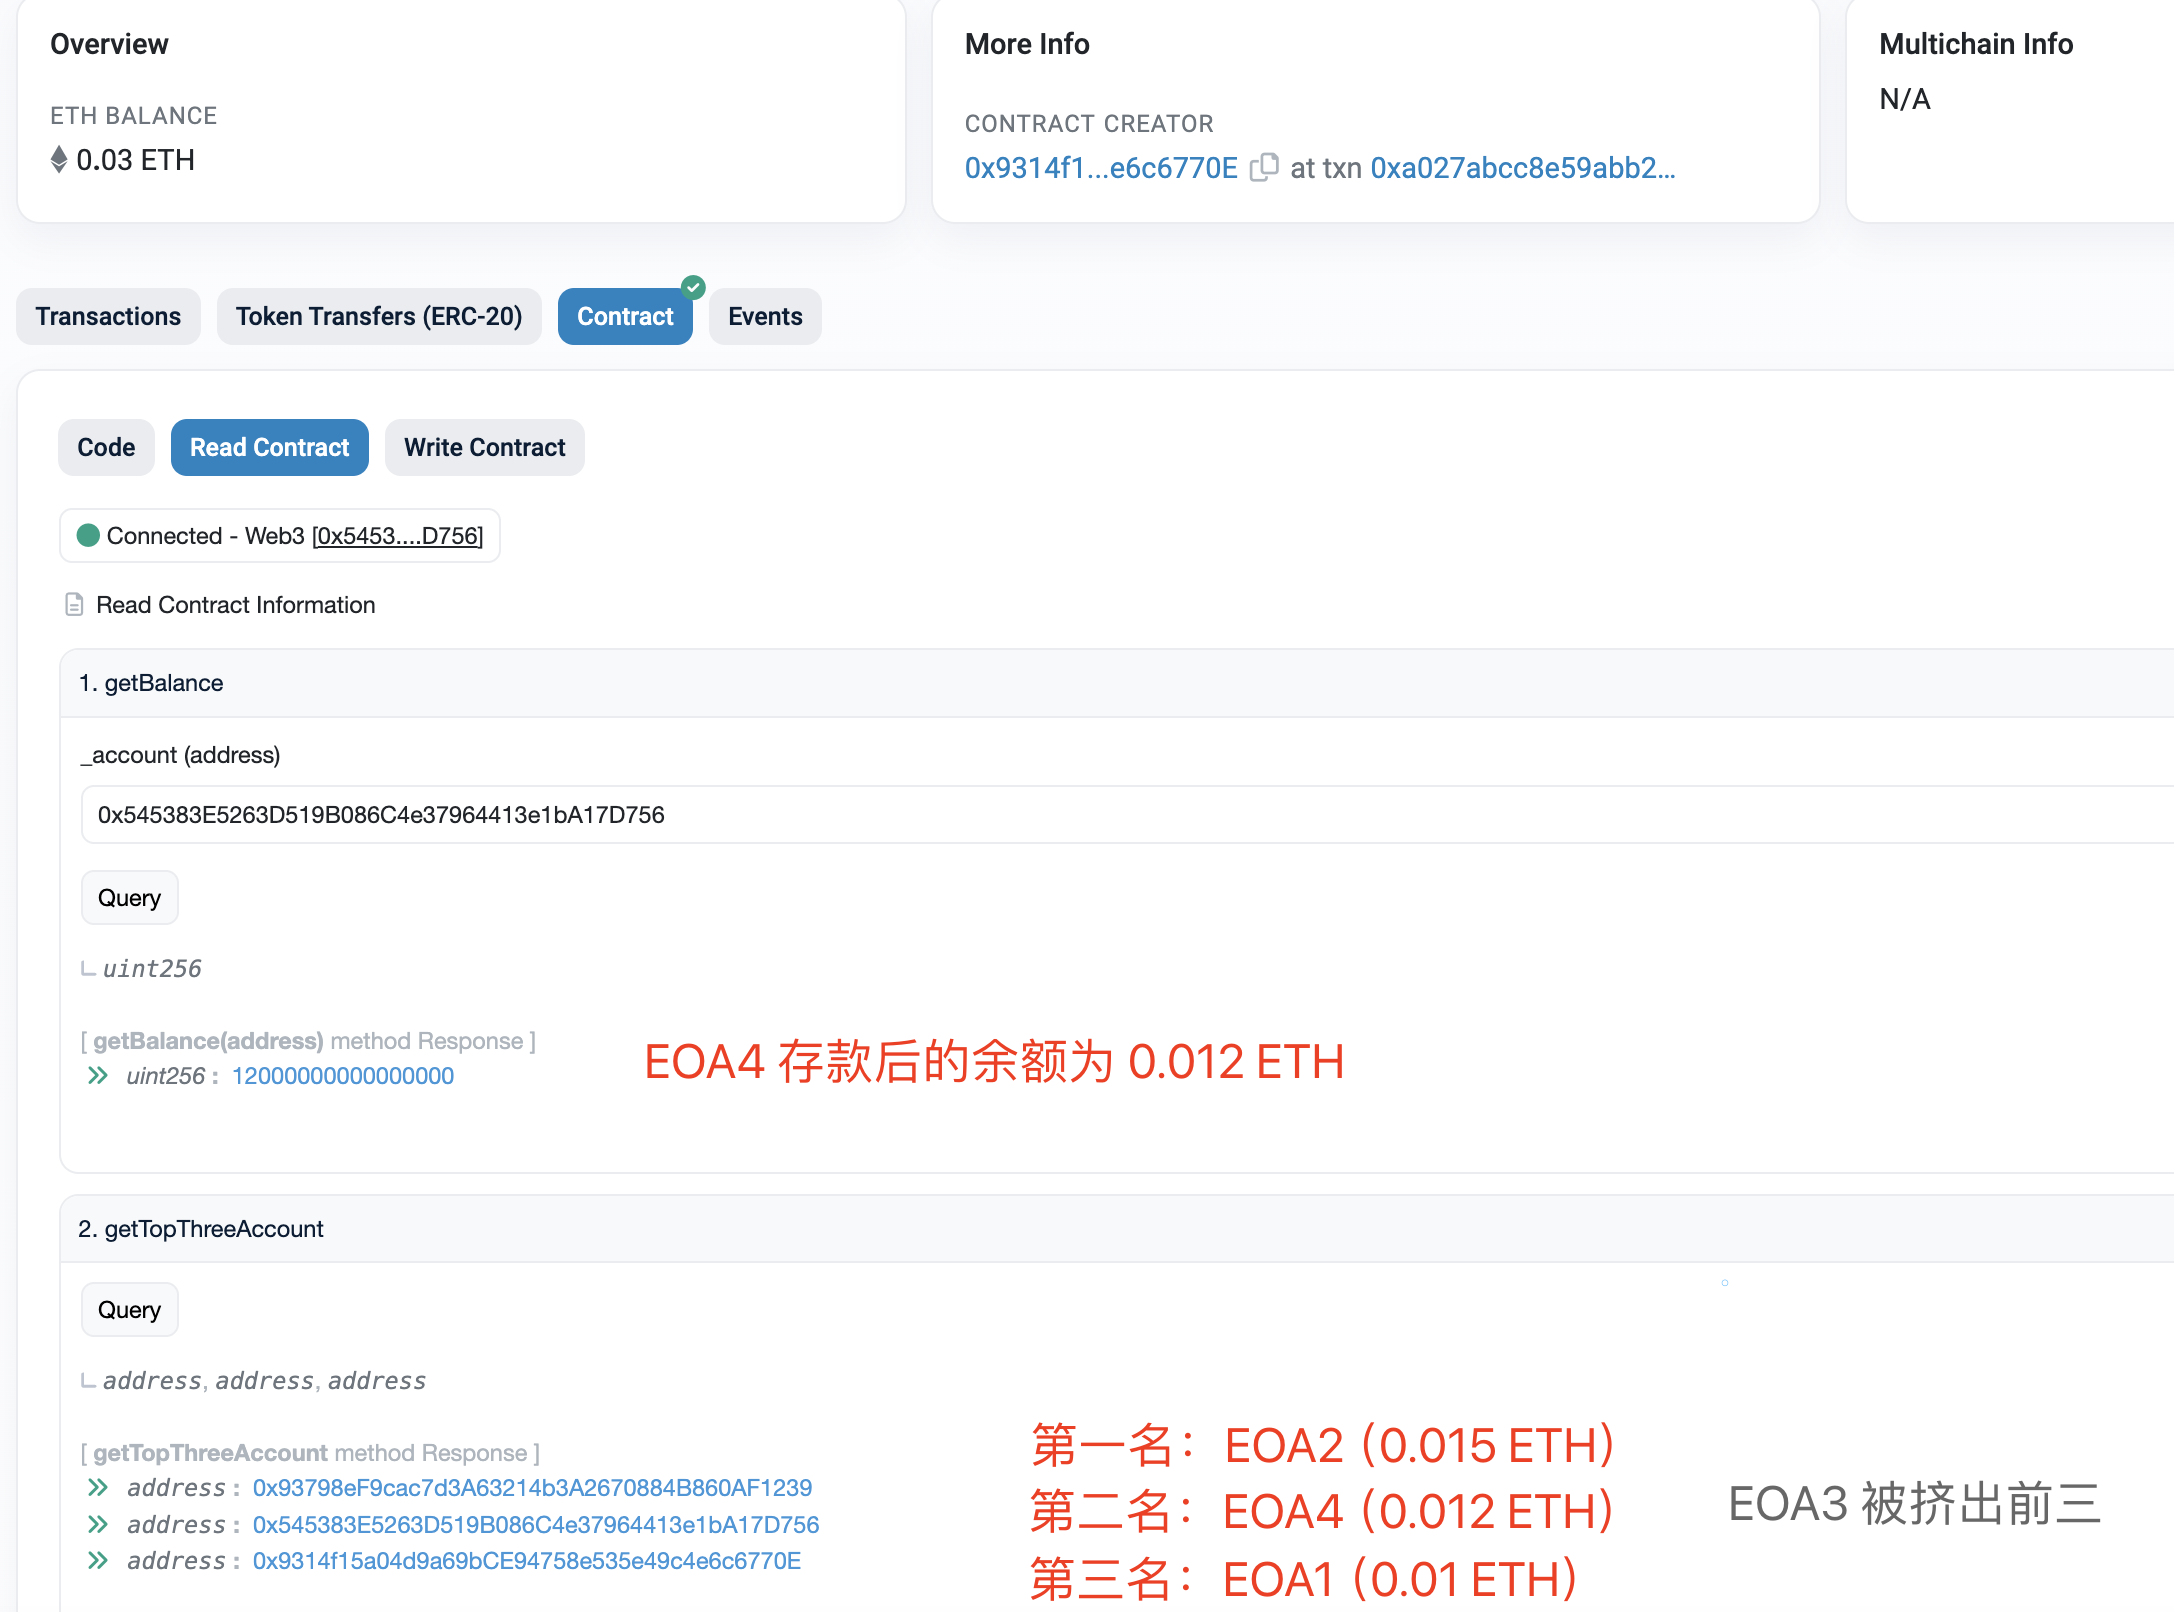 Overview
ETH BALANCE
0.03 ETH
More Info
CONTRACT CREATOR
0x9314f1...e6c6770E at txn 0xa027abcc8e59abb2...
Multichain Info
N/A
Transactions
Token Transfers (ERC-20)
Contract
Events
Code
Read Contract
Write Contract
Connected - Web3 [0x5453....D756]
Read Contract Information
1. getBalance
_account (address)
0x545383E5263D519B086C4e37964413e1bA17D756
Query
uint256
[ getBalance(address) method Response ]
uint256 : 12000000000000000
EOA4 存款后的余额为 0.012 ETH
2. getTopThreeAccount
Query
address, address, address
[ getTopThreeAccount method Response ]
address : 0x93798eF9cac7d3A63214b3A2670884B860AF1239
address : 0x545383E5263D519B086C4e37964413e1bA17D756
address : 0x9314f15a04d9a69bCE94758e535e49c4e6c6770E
第一名：EOA2（0.015 ETH）
第二名：EOA4（0.012 ETH）
第三名：EOA1（0.01 ETH）
EOA3 被挤出前三